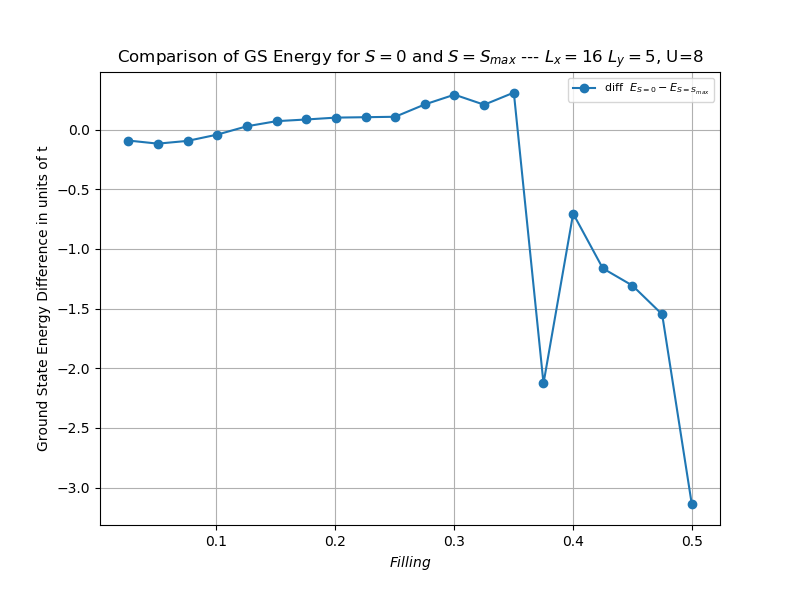 Comparison of GS Energy for $S = 0$ and $S = S_{max}$ --- $L_x = 16$ $L_y = 5$, U=8
diff $E_{S=0} - E_{S=S_{max}}$
Ground State Energy Difference in units of t
0.0
−0.5
−1.0
−1.5
−2.0
−2.5
−3.0
0.1 0.2 0.3 0.4 0.5
Filling